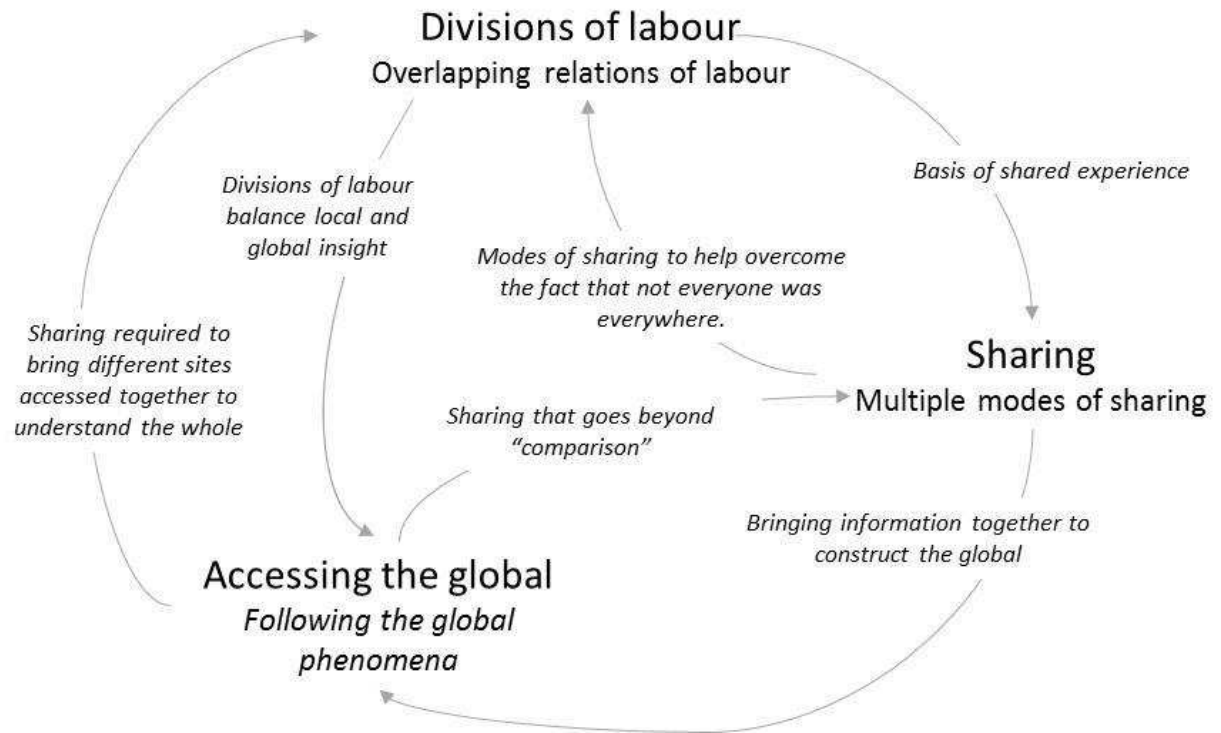 Divisions of labour
Overlapping relations of labour
Basis of shared experience
Divisions of labour
balance local and
global insight
Modes of sharing to help overcome
the fact that not everyone was
everywhere.
Sharing required to
bring different sites
accessed together to
understand the whole
Sharing
Multiple modes of sharing
Sharing that goes beyond
“comparison”
Bringing information together to
construct the global
Accessing the global
Following the global
phenomena